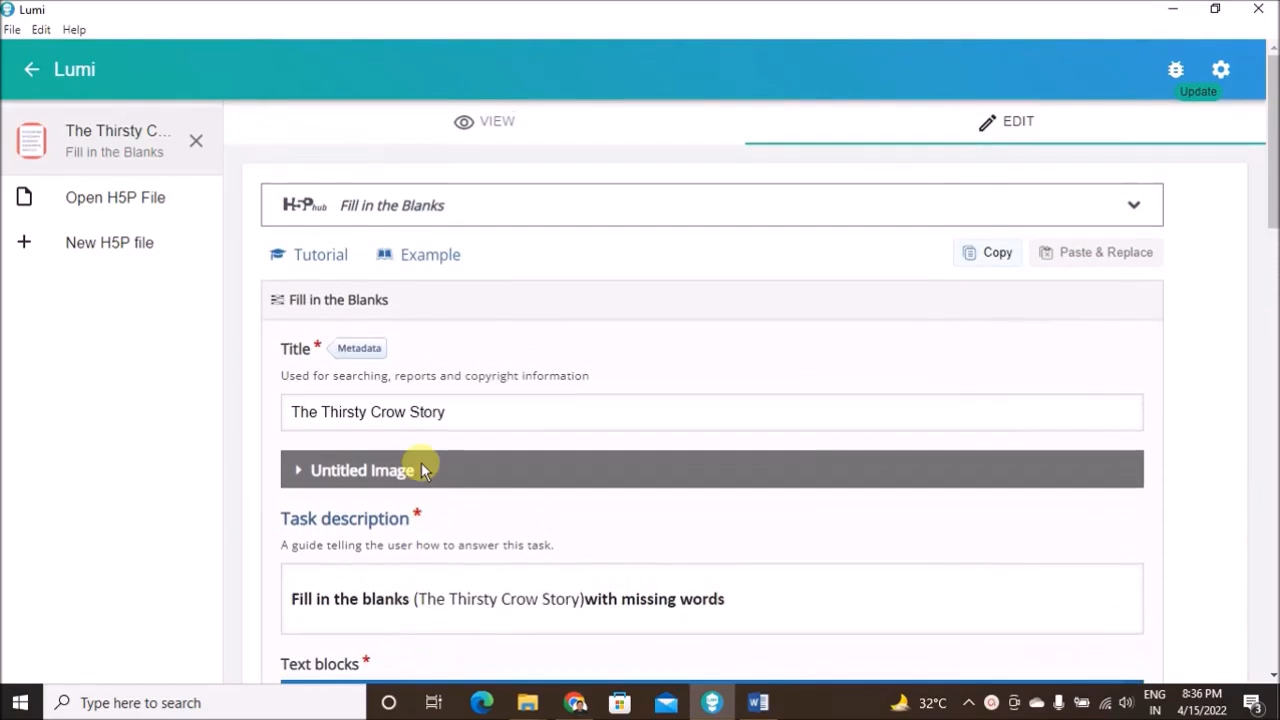 Lumi
File Edit Help
Lumi
Update
The Thirsty C...
Fill in the Blanks
VIEW
EDIT
Open H5P File
New H5P file
H5Phub Fill in the Blanks
Tutorial Example
Copy Paste & Replace
Fill in the Blanks
Title * Metadata
Used for searching, reports and copyright information
The Thirsty Crow Story
Untitled Image
Task description *
A guide telling the user how to answer this task.
Fill in the blanks (The Thirsty Crow Story)with missing words
Text blocks *
Type here to search
32°C
ENG
IN
8:36 PM
4/15/2022
3